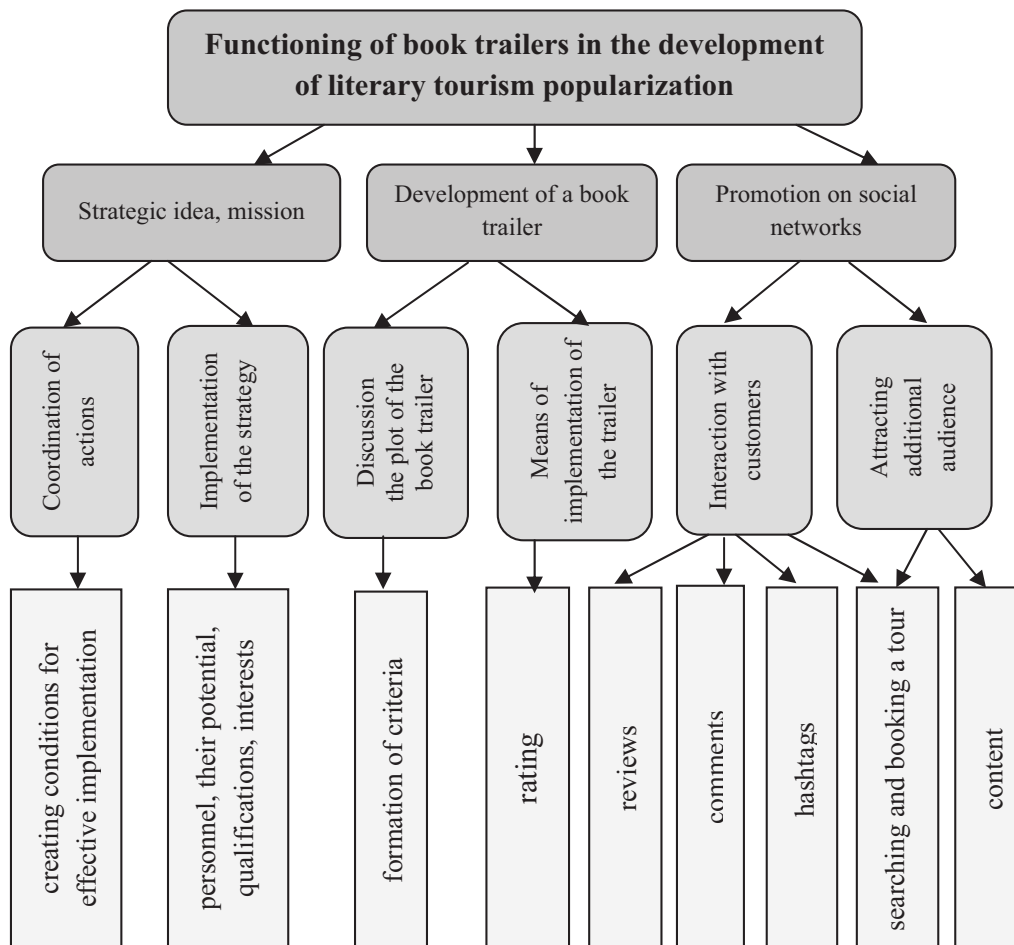 Functioning of book trailers in the development
of literary tourism popularization
Strategic idea, mission
Development of a book
trailer
Promotion on social
networks
Coordination of
actions
Implementation
of the strategy
Discussion
the plot of the
book trailer
Means of
implementation of
the trailer
Interaction with
customers
Attracting
additional
audience
creating conditions for
effective implementation
personnel, their potential,
qualifications, interests
formation of criteria
rating
reviews
comments
hashtags
searching and booking a tour
content